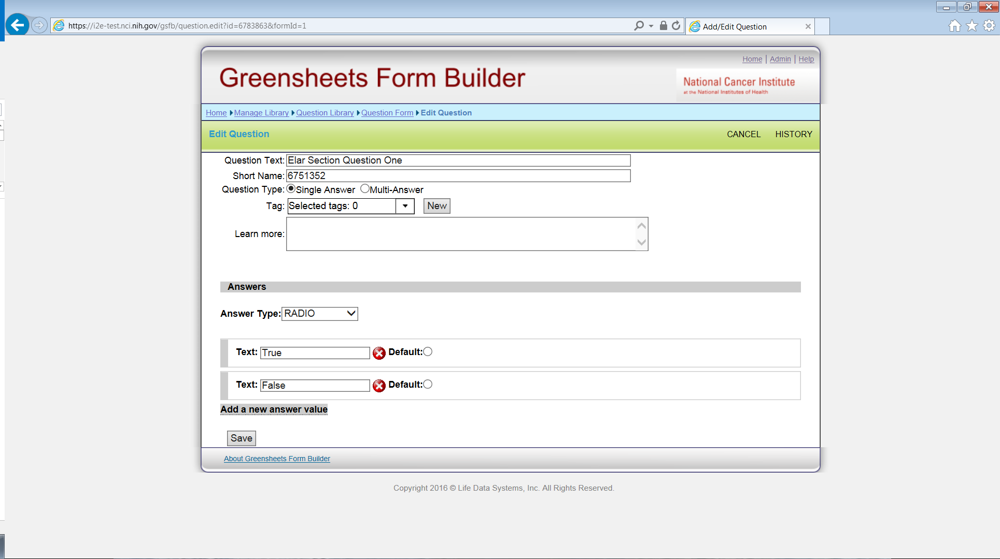 https://i2e-test.nci.nih.gov/gsfb/question.edit?id=6783863&formId=1
Add/Edit Question
Home | Admin | Help
Greensheets Form Builder
National Cancer Institute
at the National Institutes of Health
Home Manage Library Question Library Question Form Edit Question
Edit Question
CANCEL HISTORY
Question Text: Elar Section Question One
Short Name: 6751352
Question Type: Single Answer Multi-Answer
Tag: Selected tags: 0 New
Learn more:
Answers
Answer Type: RADIO
Text: True Default:
Text: False Default:
Add a new answer value
Save
About Greensheets Form Builder
Copyright 2016 © Life Data Systems, Inc. All Rights Reserved.